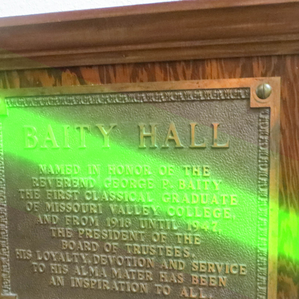 BAITY HALL
NAMED IN HONOR OF THE
REVEREND GEORGE P. BAITY
THE FIRST CLASSICAL GRADUATE
OF MISSOURI VALLEY COLLEGE,
AND FROM 1913 UNTIL 1947,
THE PRESIDENT OF THE
BOARD OF TRUSTEES.
HIS LOYALTY, DEVOTION AND SERVICE
TO HIS ALMA MATER HAS BEEN
AN INSPIRATION TO ALL